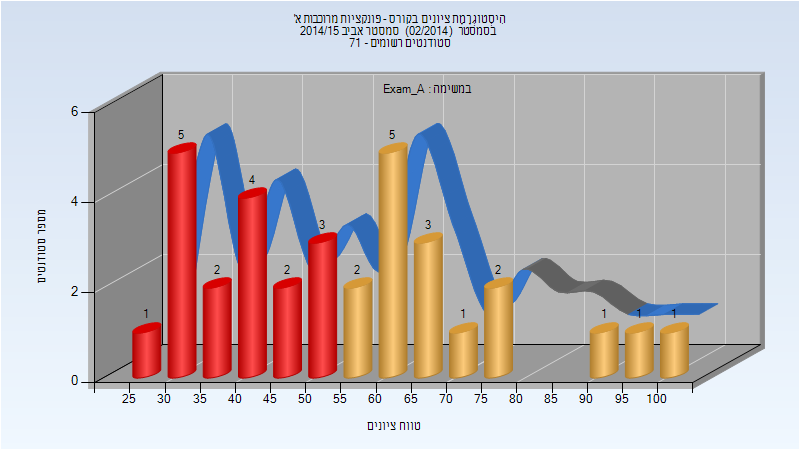 היסטוגרמת ציונים בקורס - פונקציות מרוכבות א'
בסמסטר (02/2014) סמסטר אביב 2014/15
סטודנטים רשומים - 71
במשימה : Exam_A
מספר סטודנטים
6
4
2
0
1
5
2
4
2
3
2
5
3
1
2
1
1
1
25 30 35 40 45 50 55 60 65 70 75 80 85 90 95 100
טווח ציונים